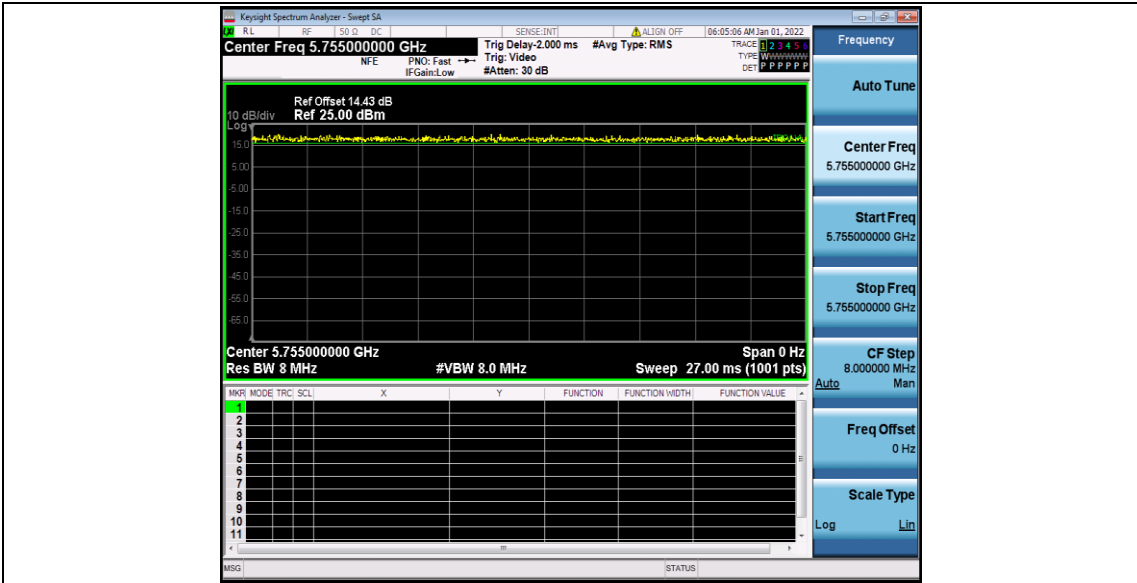 Keysight Spectrum Analyzer - Swept SA
RL RF 50 Ω DC SENSE:INT ALIGN OFF 06:05:06 AM Jan 01, 2022
Center Freq 5.755000000 GHz
NFE
PNO: Fast
IFGain:Low
Trig Delay-2.000 ms
Trig: Video
#Atten: 30 dB
#Avg Type: RMS
TRACE 1 2 3 4 5 6
TYPE
DET P P P P P P
Ref Offset 14.43 dB
10 dB/div Ref 25.00 dBm
Log
15.0
5.00
-5.00
-15.0
-25.0
-35.0
-45.0
-55.0
-65.0
Center 5.755000000 GHz Span 0 Hz
Res BW 8 MHz #VBW 8.0 MHz Sweep 27.00 ms (1001 pts)
MKR MODE TRC SCL X Y FUNCTION FUNCTION WIDTH FUNCTION VALUE
1
2
3
4
5
6
7
8
9
10
11
MSG STATUS
Frequency
Auto Tune
Center Freq
5.755000000 GHz
Start Freq
5.755000000 GHz
Stop Freq
5.755000000 GHz
CF Step
8.000000 MHz
Auto Man
Freq Offset
0 Hz
Scale Type
Log Lin